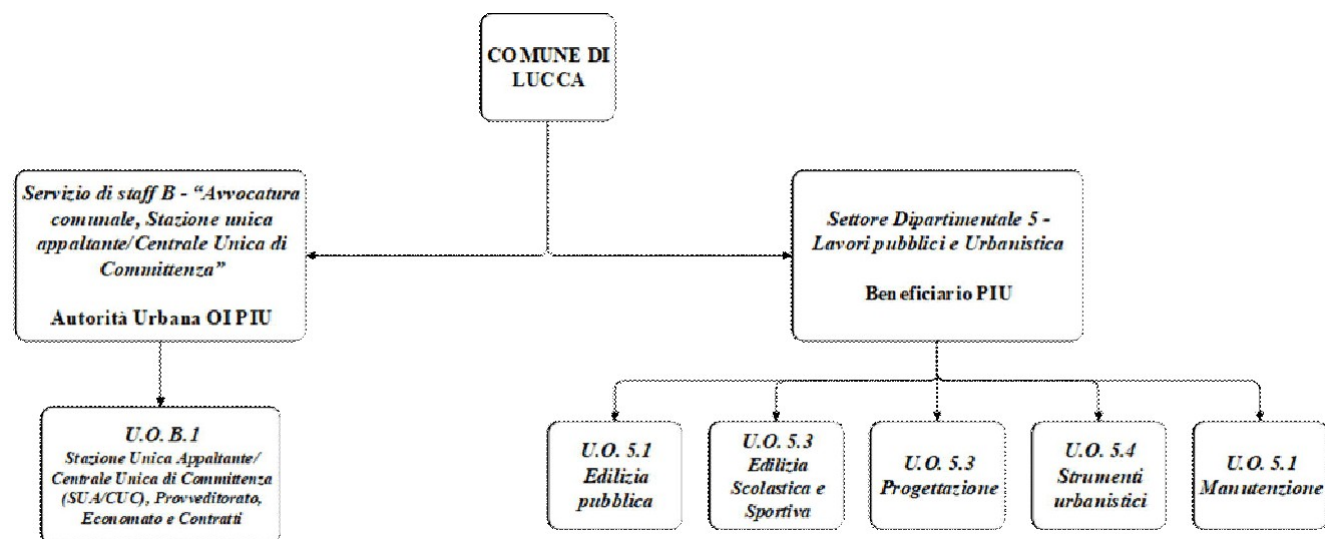 COMUNE DI
LUCCA
Servizio di staff B - “Avvocatura
comunale, Stazione unica
appaltante/Centrale Unica di
Committenza”
Autorità Urbana OI PIU
Settore Dipartimentale 5 -
Lavori pubblici e Urbanistica
Beneficiario PIU
U.O. B.1
Stazione Unica Appaltante/
Centrale Unica di Committenza
(SUA/CUC), Provveditorato,
Economato e Contratti
U.O. 5.1
Edilizia
pubblica
U.O. 5.3
Edilizia
Scolastica e
Sportiva
U.O. 5.3
Progettazione
U.O. 5.4
Strumenti
urbanistici
U.O. 5.1
Manutenzione